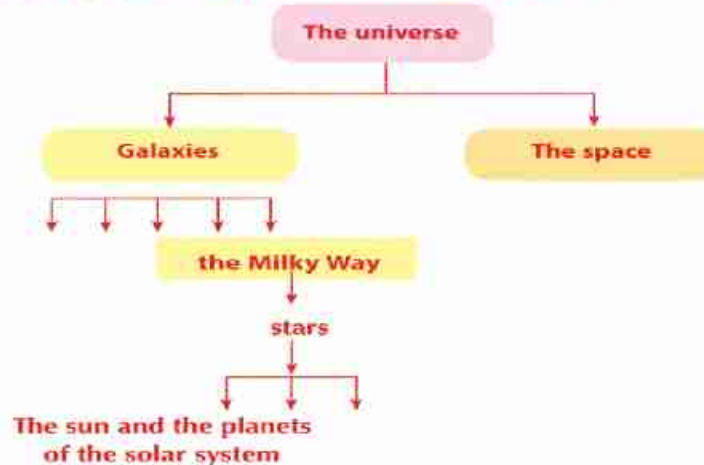 The universe
Galaxies
The space
the Milky Way
stars
The sun and the planets
of the solar system